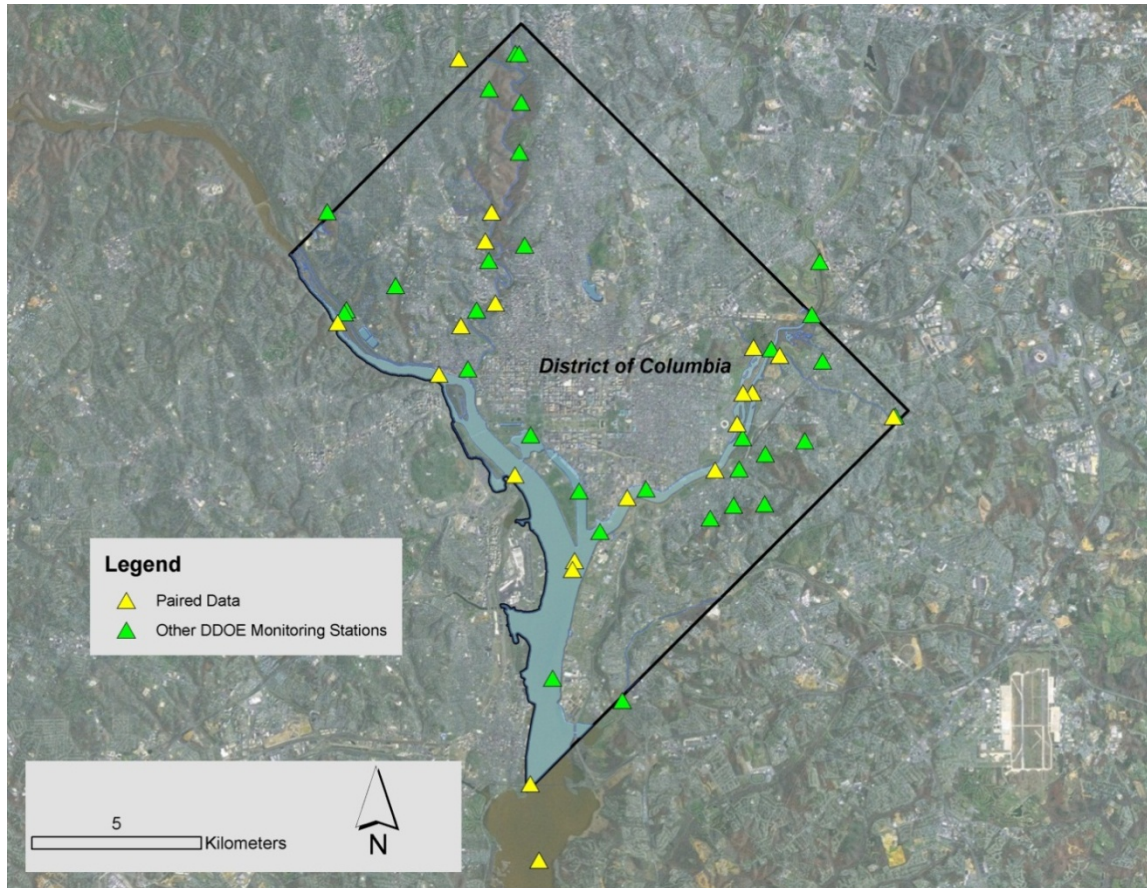 District of Columbia
Legend
Paired Data
Other DDOE Monitoring Stations
5
Kilometers
N